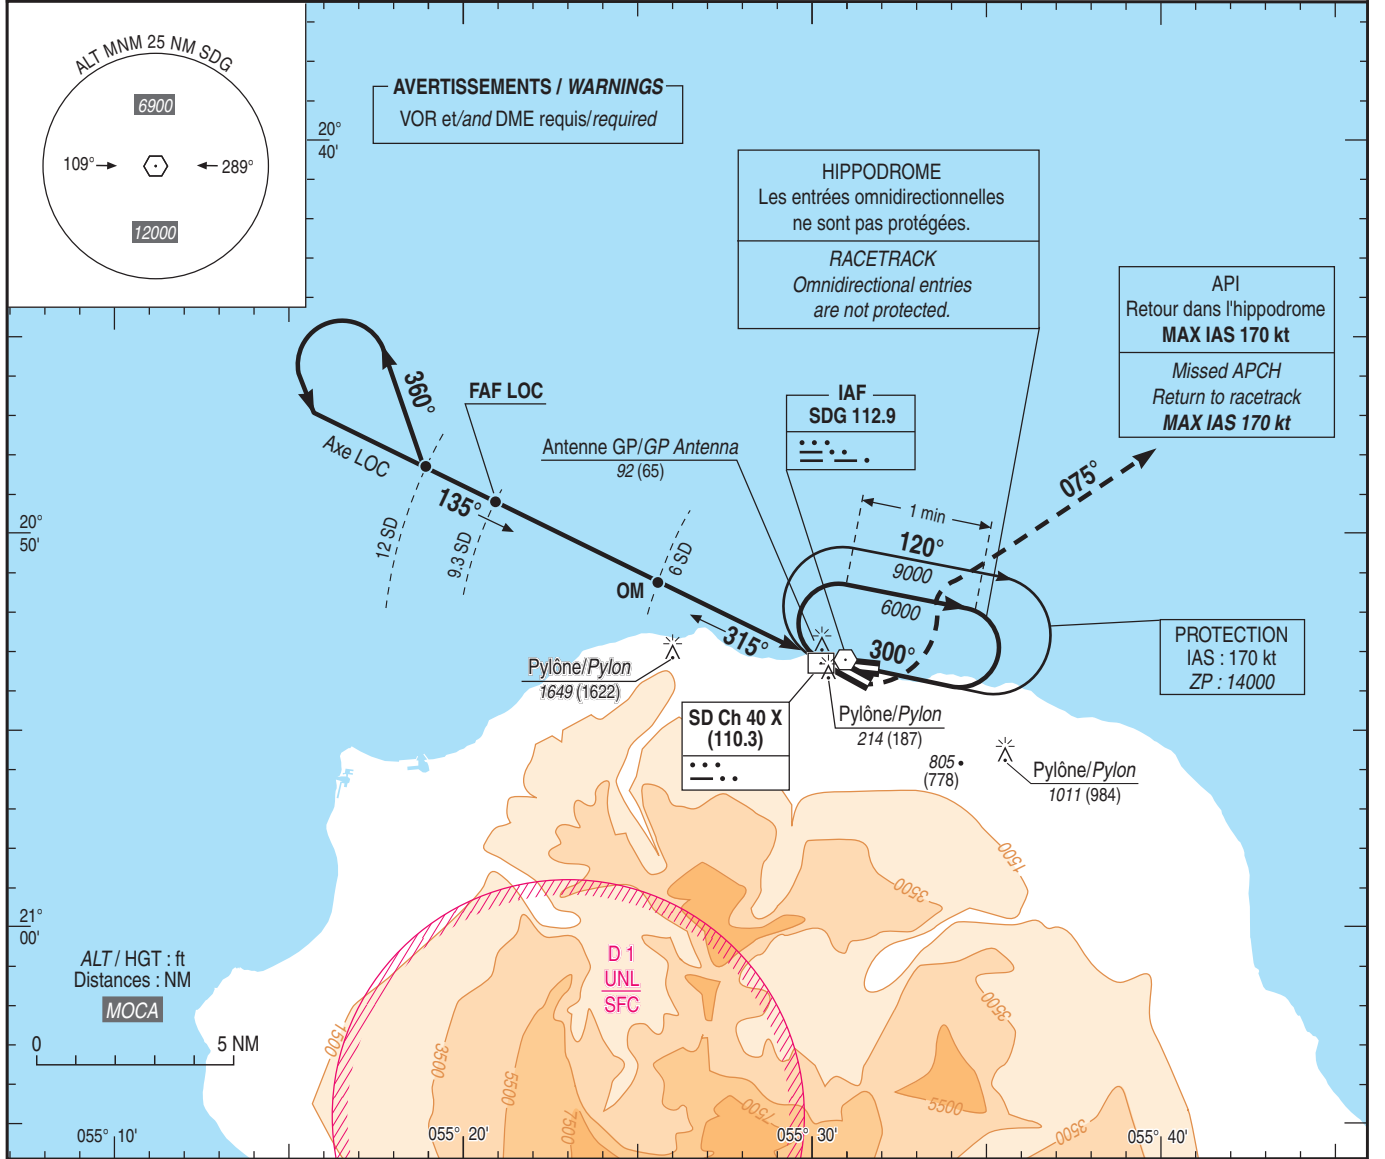 ALT MNM 25 NM SDG
6900
109°
289°
12000
AVERTISSEMENTS / WARNINGS
VOR et/and DME requis/required
20°
40'
HIPPODROME
Les entrées omnidirectionnelles
ne sont pas protégées.
RACETRACK
Omnidirectional entries
are not protected.
API
Retour dans l'hippodrome
MAX IAS 170 kt
Missed APCH
Return to racetrack
MAX IAS 170 kt
360°
FAF LOC
IAF
SDG 112.9
Axe LOC
Antenne GP/GP Antenna
92 (65)
075°
135°
1 min
12 SD
9.3 SD
6 SD
20°
50'
120°
9000
6000
OM
315°
300°
PROTECTION
IAS : 170 kt
ZP : 14000
Pylône/Pylon
1649 (1622)
SD Ch 40 X
(110.3)
Pylône/Pylon
214 (187)
805
(778)
Pylône/Pylon
1011 (984)
1500
3500
21°
00'
D 1
UNL
SFC
ALT / HGT : ft
Distances : NM
MOCA
0
5 NM
1500
3500
5500
7500
7500
3500
5500
3500
055° 10'
055° 20'
055° 30'
055° 40'